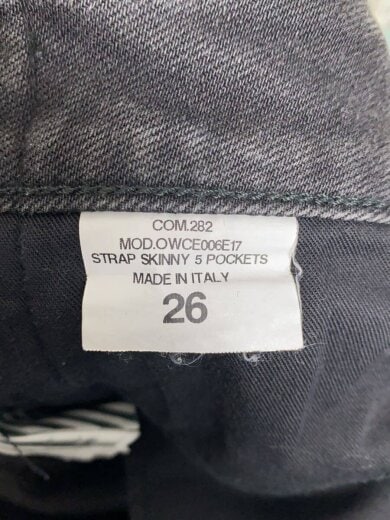 COM.282
MOD.OWCE006E17
STRAP SKINNY 5 POCKETS
MADE IN ITALY
26